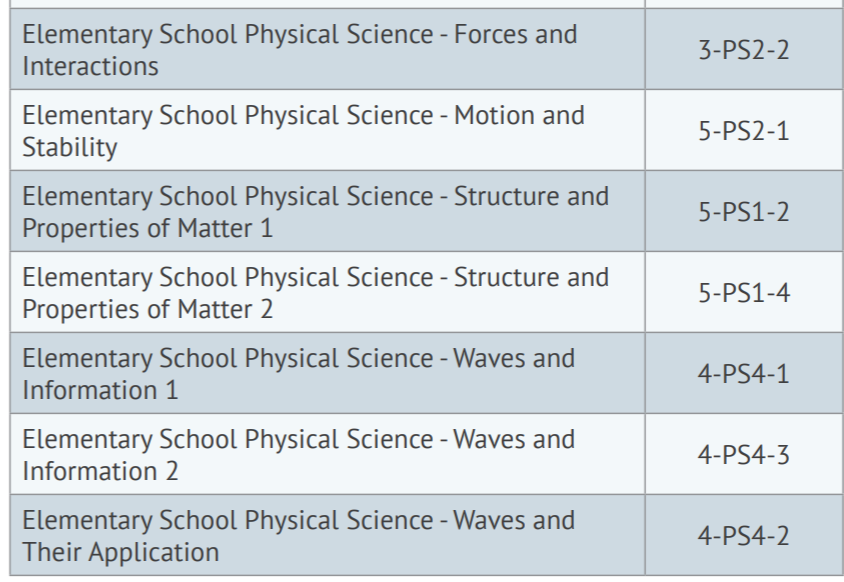 Elementary School Physical Science - Forces and
Interactions
3-PS2-2
Elementary School Physical Science - Motion and
Stability
5-PS2-1
Elementary School Physical Science - Structure and
Properties of Matter 1
5-PS1-2
Elementary School Physical Science - Structure and
Properties of Matter 2
5-PS1-4
Elementary School Physical Science - Waves and
Information 1
4-PS4-1
Elementary School Physical Science - Waves and
Information 2
4-PS4-3
Elementary School Physical Science - Waves and
Their Application
4-PS4-2